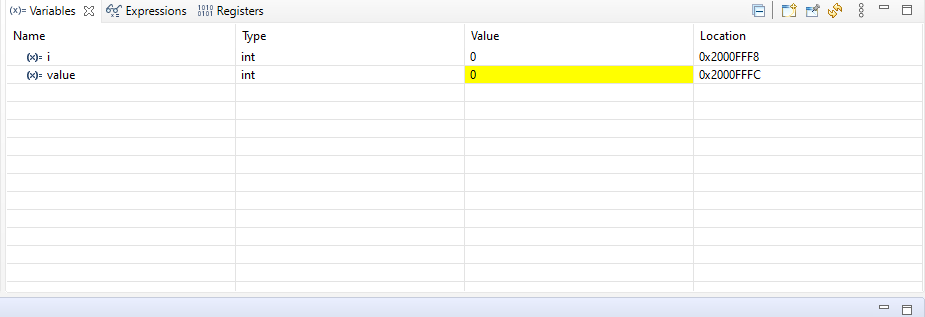 (x)= Variables Expressions 1010 0101 Registers
Name Type Value Location
(x)= i int 0 0x2000FFF8
(x)= value int 0 0x2000FFFC